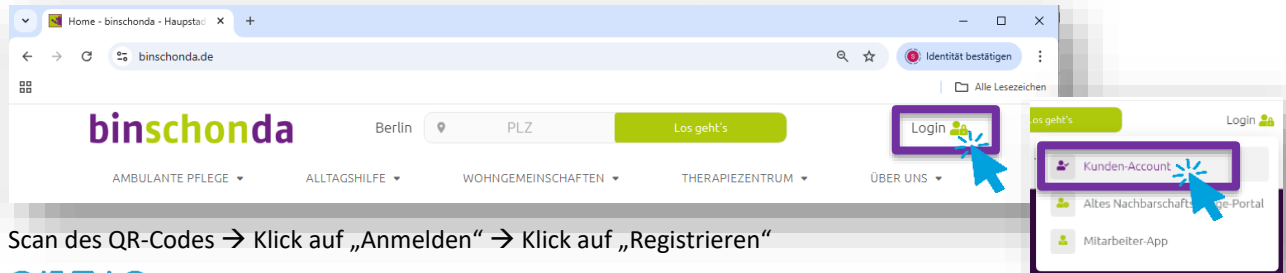 Home - binschonda - Haupstad
binschonda.de
Identität bestätigen
Alle Lesezeichen
binschonda
Berlin
PLZ
Los geht's
Login
AMBULANTE PFLEGE
ALLTAGSHILFE
WOHNGEMEINSCHAFTEN
THERAPIEZENTRUM
ÜBER UNS
Los geht's
Login
Kunden-Account
Altes Nachbarschafts
ge-Portal
Mitarbeiter-App
Scan des QR-Codes → Klick auf „Anmelden“ → Klick auf „Registrieren“